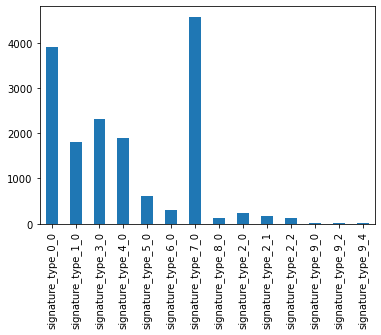 4000
3000
2000
1000
0
signature_type_0_0
signature_type_1_0
signature_type_3_0
signature_type_4_0
signature_type_5_0
signature_type_6_0
signature_type_7_0
signature_type_8_0
signature_type_2_0
signature_type_2_1
signature_type_2_2
signature_type_9_0
signature_type_9_2
signature_type_9_4